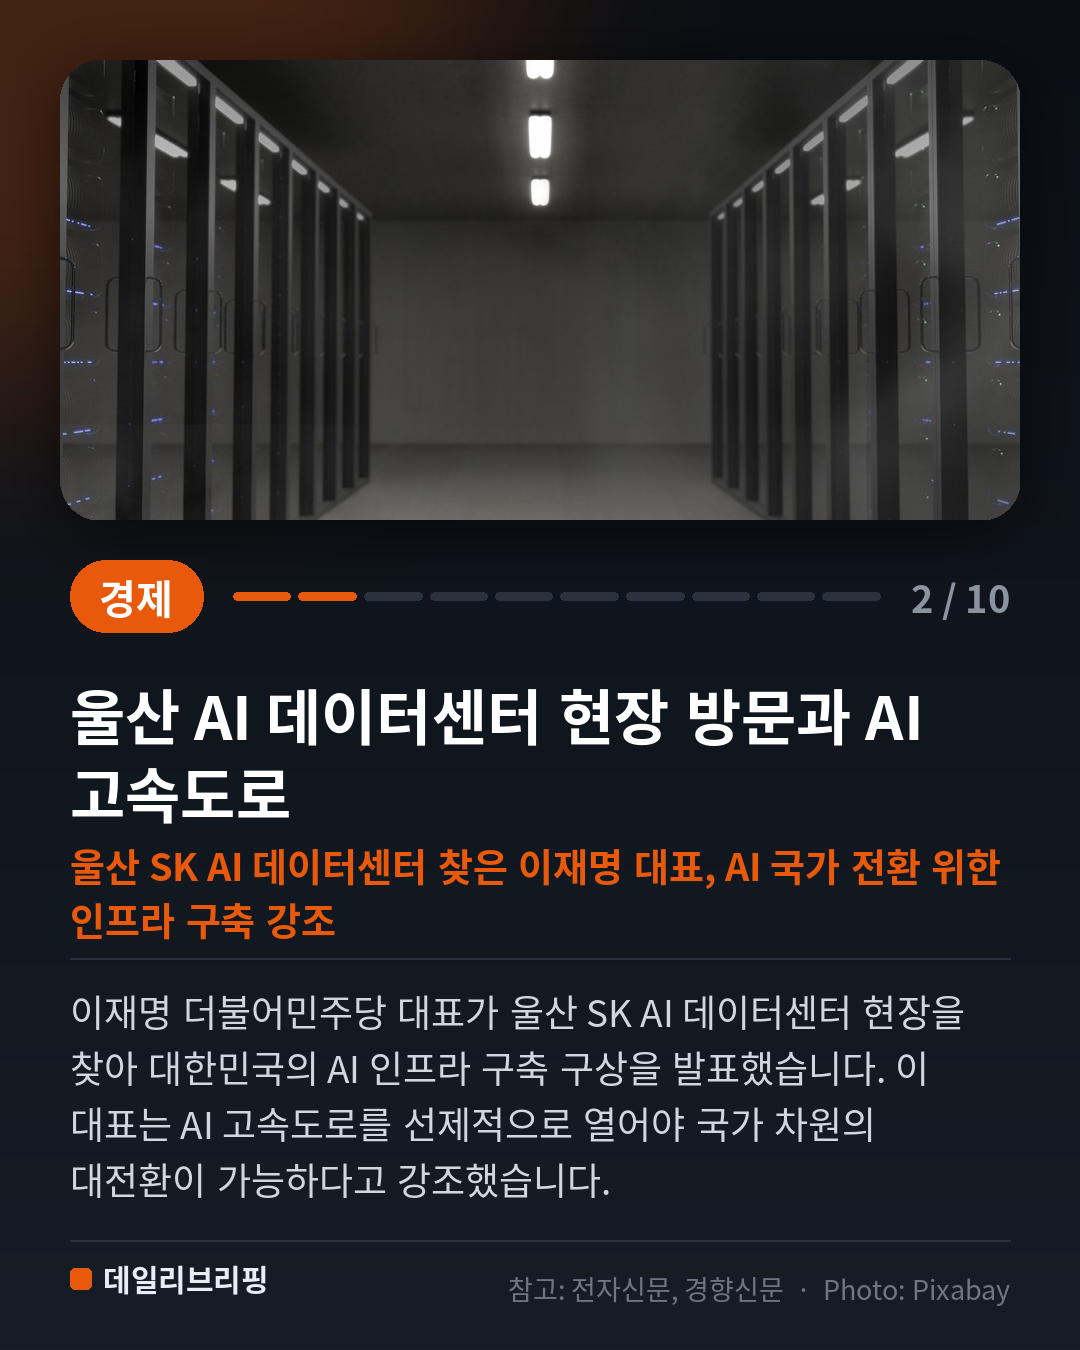 경제
2 / 10
울산 AI 데이터센터 현장 방문과 AI
고속도로
울산 SK AI 데이터센터 찾은 이재명 대표, AI 국가 전환 위한
인프라 구축 강조
이재명 더불어민주당 대표가 울산 SK AI 데이터센터 현장을
찾아 대한민국의 AI 인프라 구축 구상을 발표했습니다. 이
대표는 AI 고속도로를 선제적으로 열어야 국가 차원의
대전환이 가능하다고 강조했습니다.
데일리브리핑
참고: 전자신문, 경향신문 · Photo: Pixabay